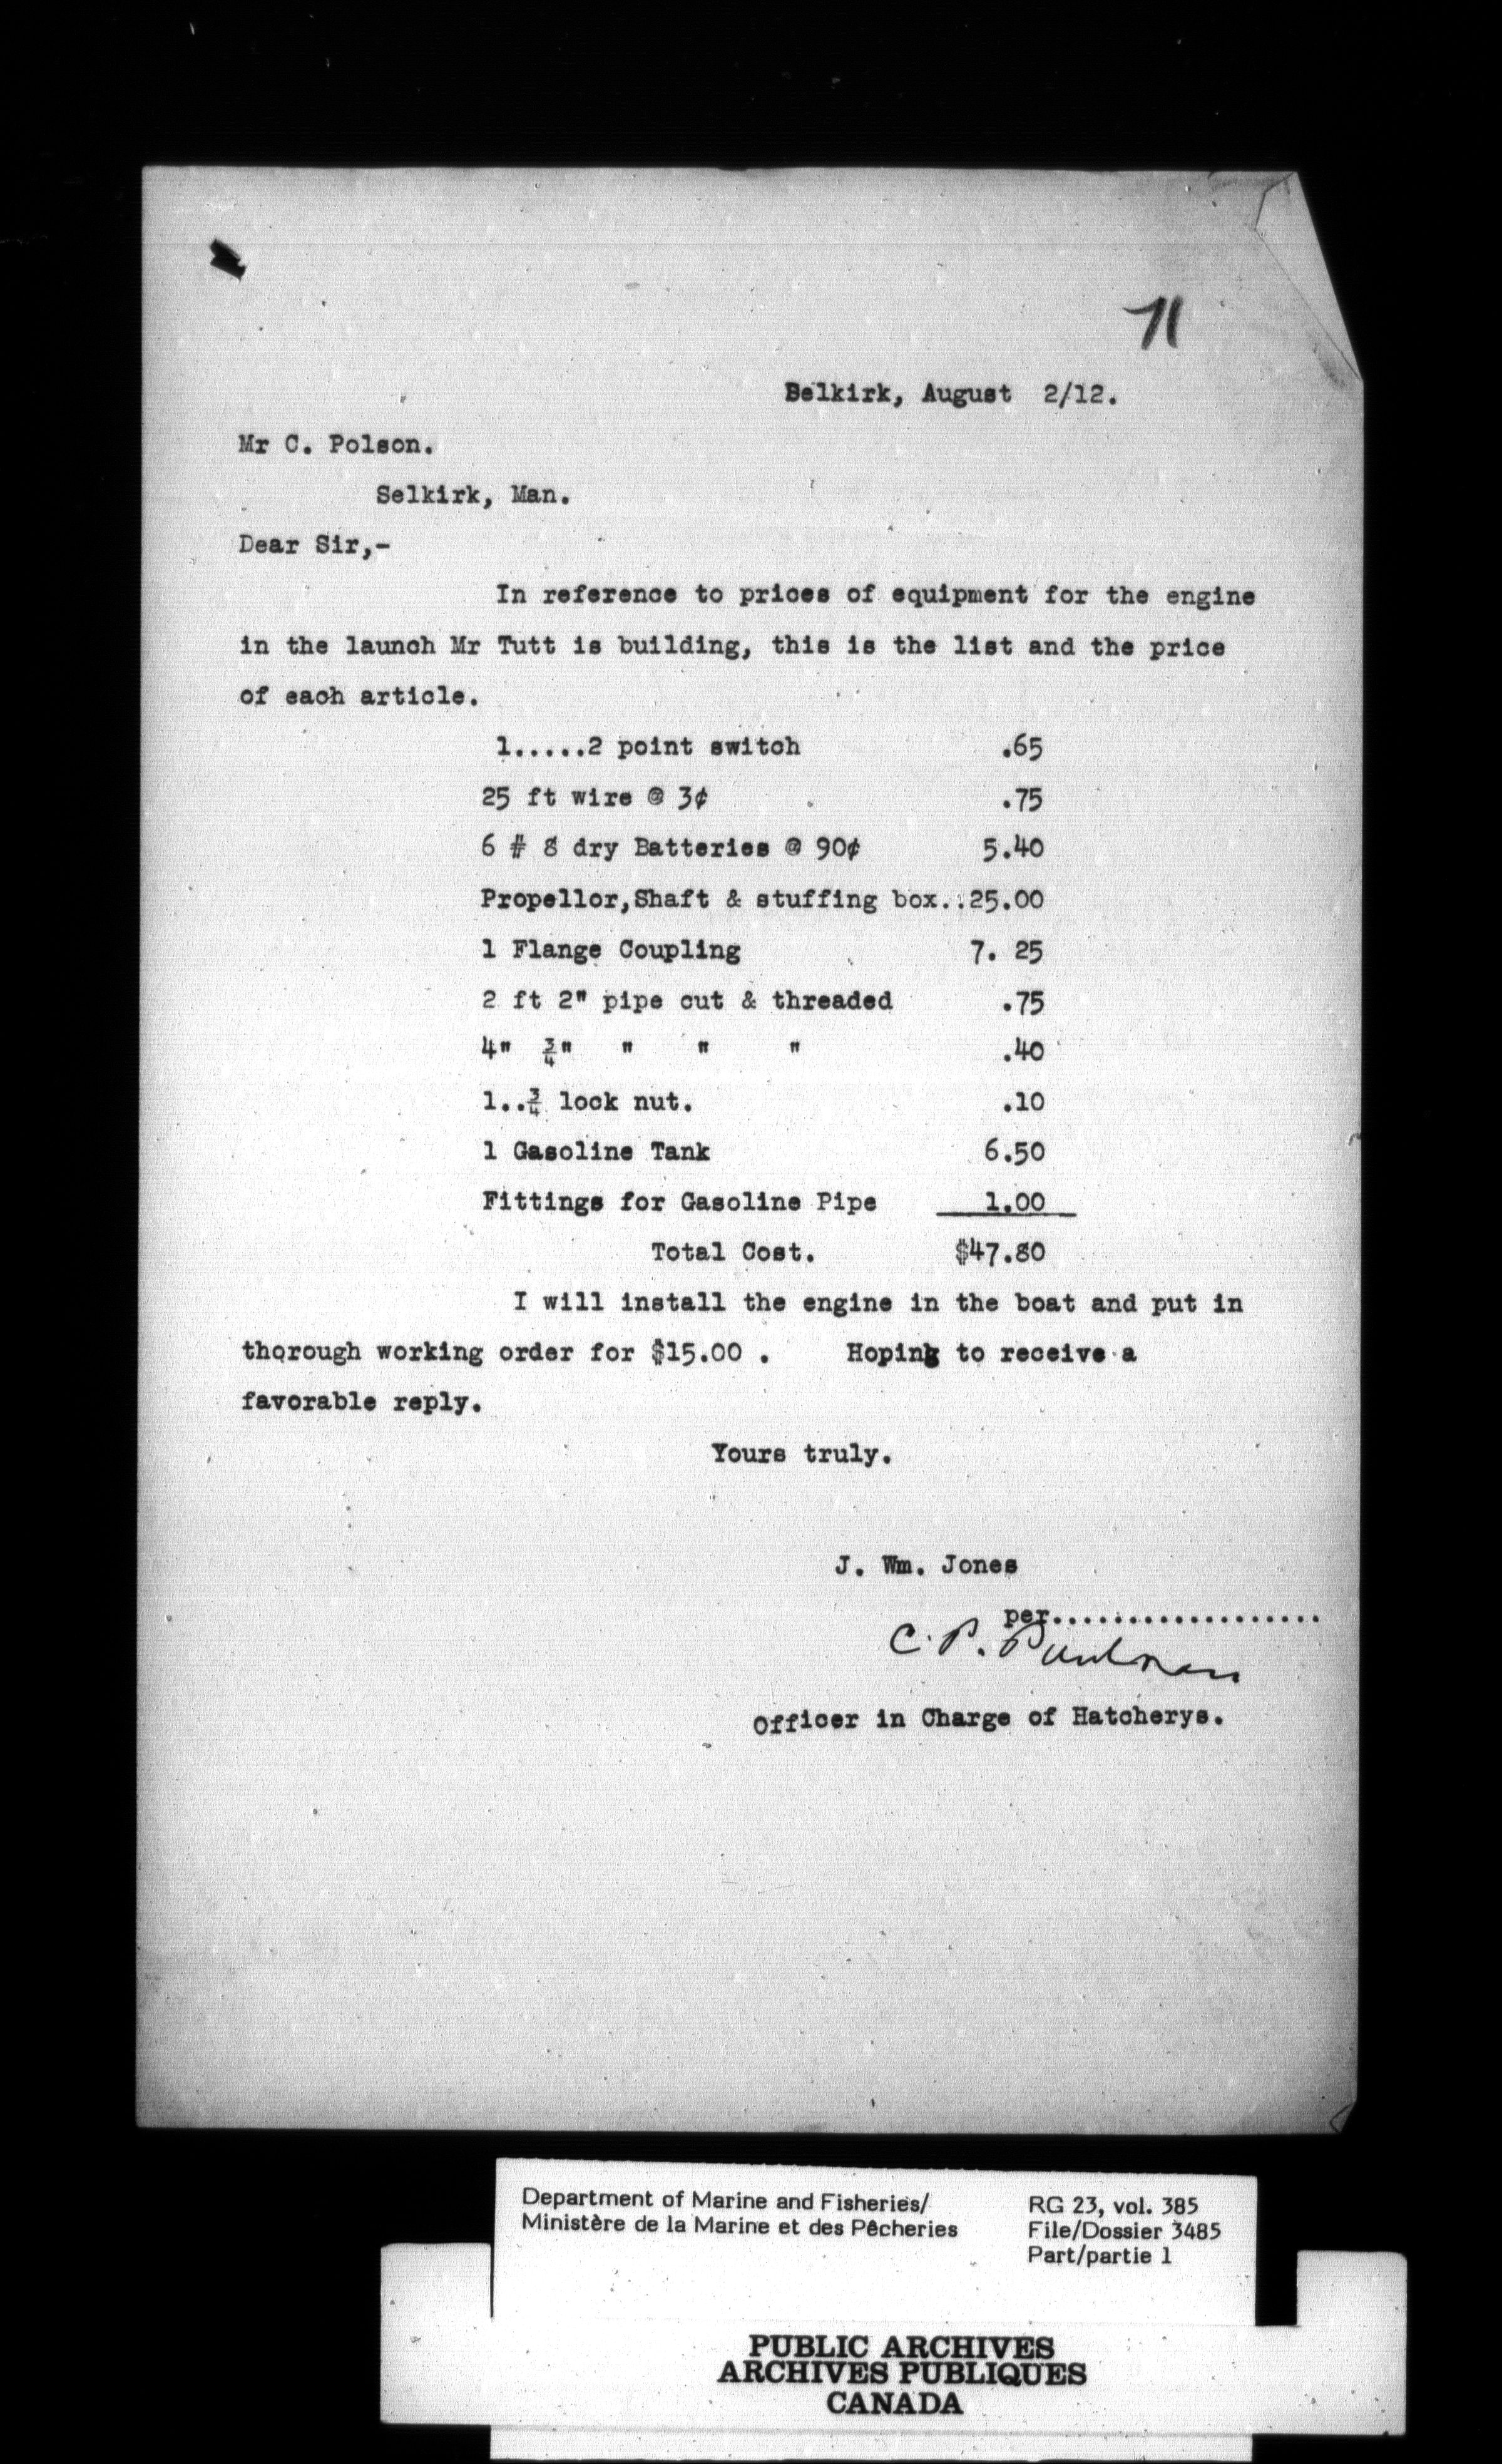 71
Selkirk, August 2/12.
Mr C. Polson.
Selkirk, Man.
Dear Sir,-
In reference to prices of equipment for the engine
in the launch Mr Tutt is building, this is the list and the price
of each article.
1.....2 point switch .65
25 ft wire @ 3¢ .75
6 # 8 dry Batteries @ 90¢ 5.40
Propellor,Shaft & stuffing box..25.00
1 Flange Coupling 7. 25
2 ft 2" pipe cut & threaded .75
4" ¾" " " " .40
1..¾ lock nut. .10
1 Gasoline Tank 6.50
Fittings for Gasoline Pipe 1.00
Total Cost. $47.80
I will install the engine in the boat and put in
thorough working order for $15.00 . Hoping to receive a
favorable reply.
Yours truly.
J. Wm. Jones
per..................
C. P.
Officer in Charge of Hatcherys.
Department of Marine and Fisheries/
Ministère de la Marine et des Pêcheries
RG 23, vol. 385
File/Dossier 3485
Part/partie 1
PUBLIC ARCHIVES
ARCHIVES PUBLIQUES
CANADA